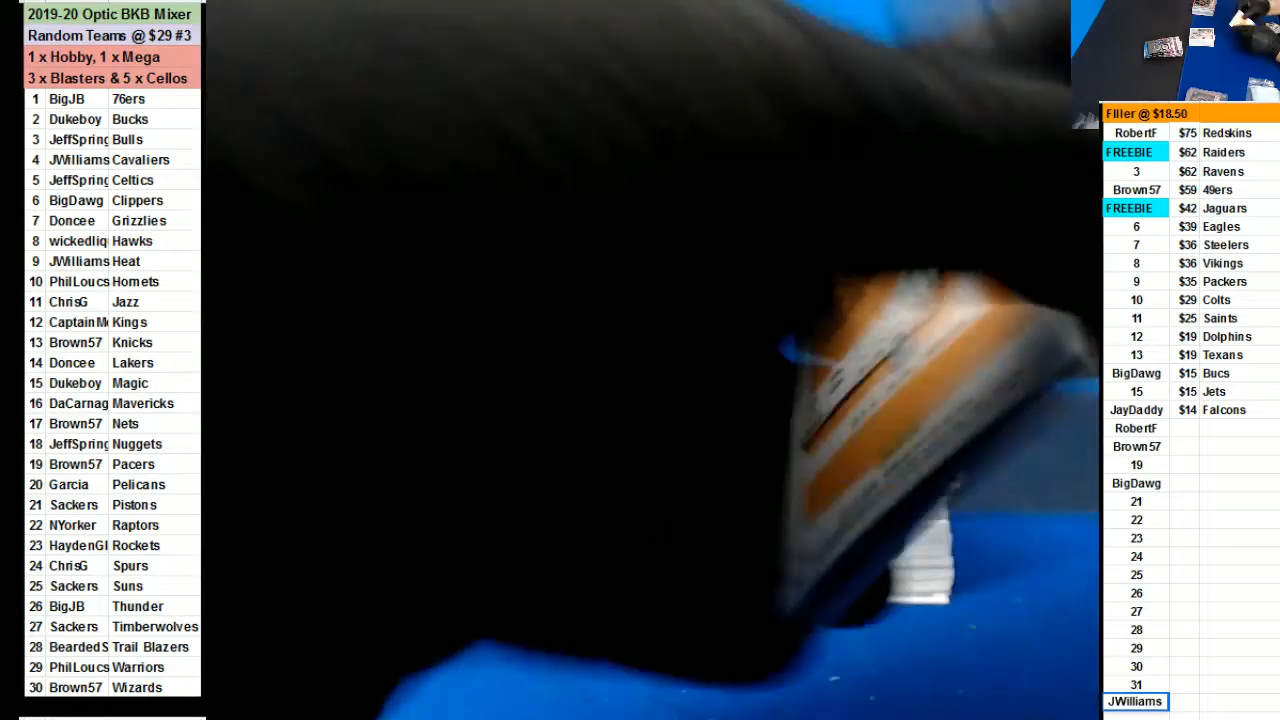 2019-20 Optic BKB Mixer
Random Teams @ $29 #3
1 x Hobby, 1 x Mega
3 x Blasters & 5 x Cellos
1 BigJB 76ers
2 Dukeboy Bucks
3 JeffSpring Bulls
4 JWilliams Cavaliers
5 JeffSpring Celtics
6 BigDawg Clippers
7 Doncee Grizzlies
8 wickedliq Hawks
9 JWilliams Heat
10 PhilLoucs Hornets
11 ChrisG Jazz
12 CaptainMo Kings
13 Brown57 Knicks
14 Doncee Lakers
15 Dukeboy Magic
16 DaCarnag Mavericks
17 Brown57 Nets
18 JeffSpring Nuggets
19 Brown57 Pacers
20 Garcia Pelicans
21 Sackers Pistons
22 NYorker Raptors
23 HaydenGl Rockets
24 ChrisG Spurs
25 Sackers Suns
26 BigJB Thunder
27 Sackers Timberwolves
28 BeardedS Trail Blazers
29 PhilLoucs Warriors
30 Brown57 Wizards
Filler @ $18.50
RobertF $75 Redskins
FREEBIE $62 Raiders
3 $62 Ravens
Brown57 $59 49ers
FREEBIE $42 Jaguars
6 $39 Eagles
7 $36 Steelers
8 $36 Vikings
9 $35 Packers
10 $29 Colts
11 $25 Saints
12 $19 Dolphins
13 $19 Texans
BigDawg $15 Bucs
15 $15 Jets
JayDaddy $14 Falcons
RobertF
Brown57
19
BigDawg
21
22
23
24
25
26
27
28
29
30
31
JWilliams